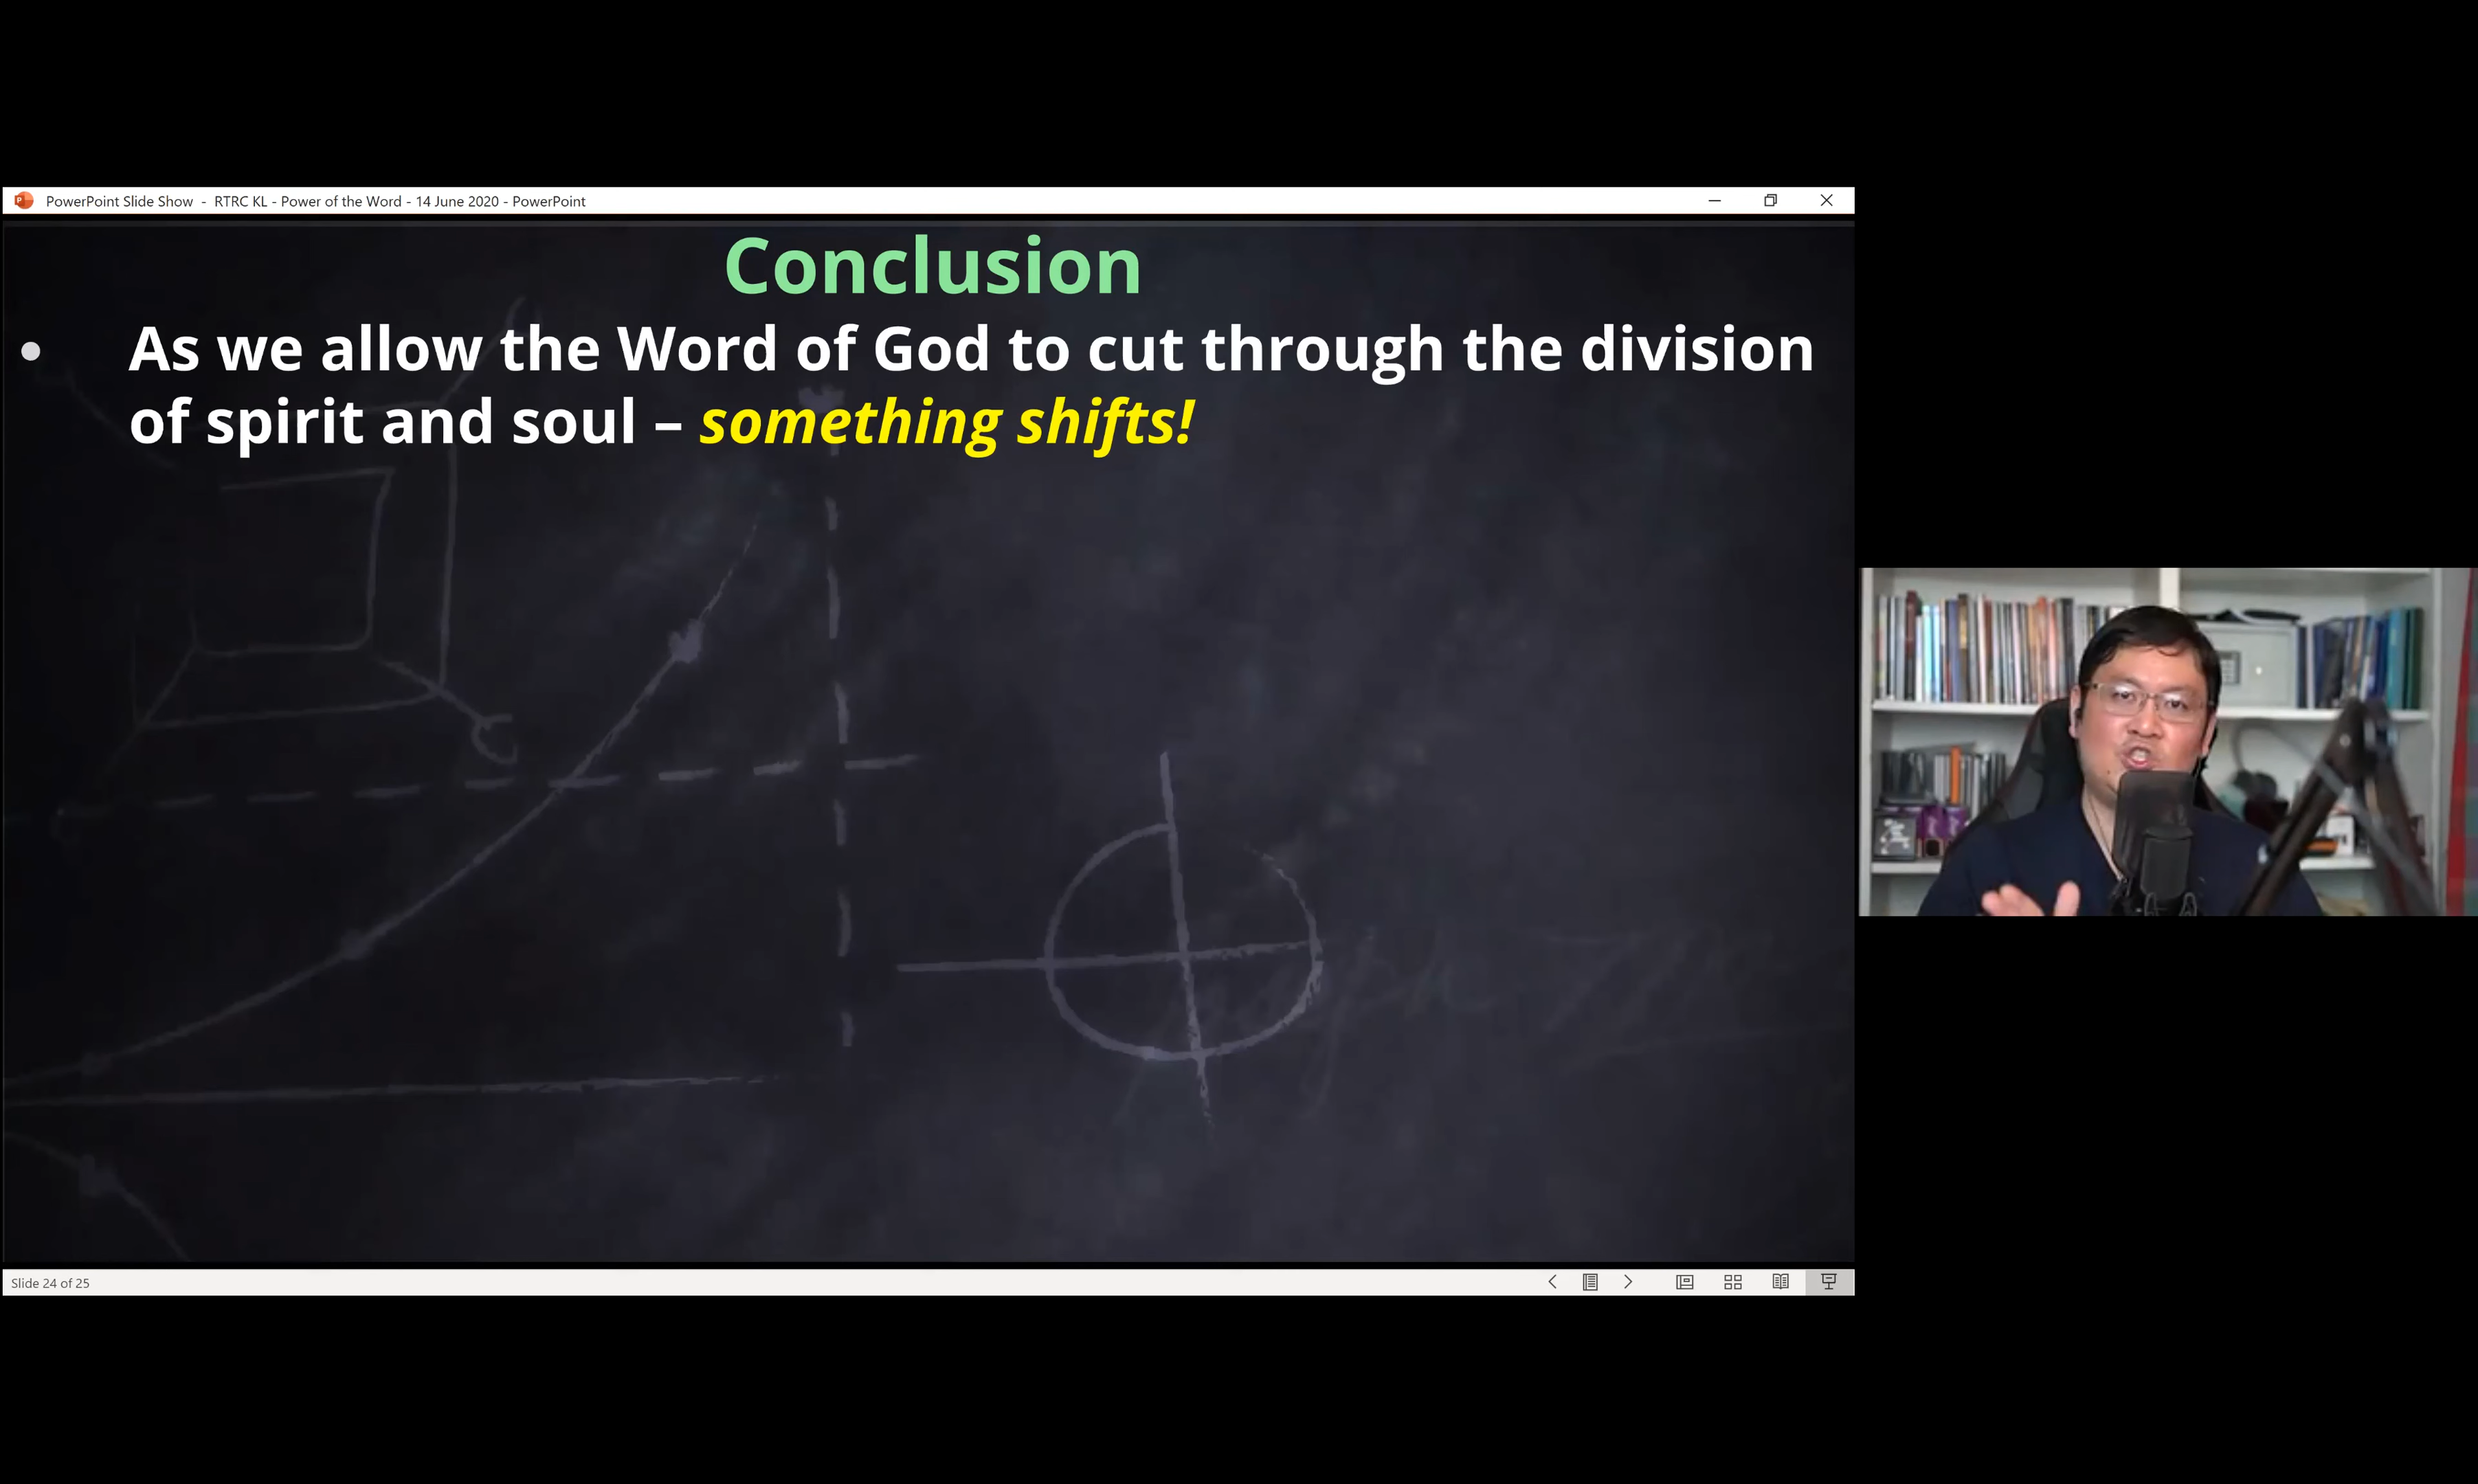 PowerPoint Slide Show - RTRC KL - Power of the Word - 14 June 2020 - PowerPoint
Conclusion
• As we allow the Word of God to cut through the division
of spirit and soul – something shifts!
Slide 24 of 25